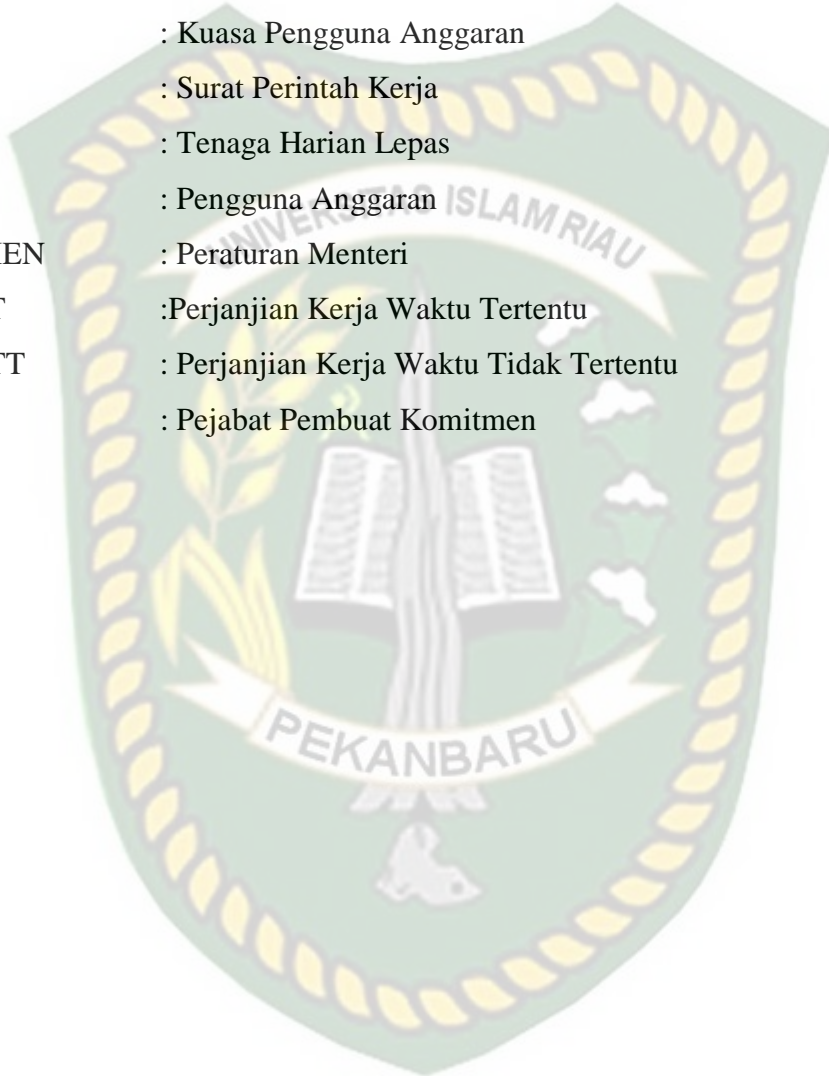 : Kuasa Pengguna Anggaran
: Surat Perintah Kerja
: Tenaga Harian Lepas
: Pengguna Anggaran
UNIVERSITAS ISLAM RIAU
MEN : Peraturan Menteri
T :Perjanjian Kerja Waktu Tertentu
TT : Perjanjian Kerja Waktu Tidak Tertentu
: Pejabat Pembuat Komitmen
PEKANBARU